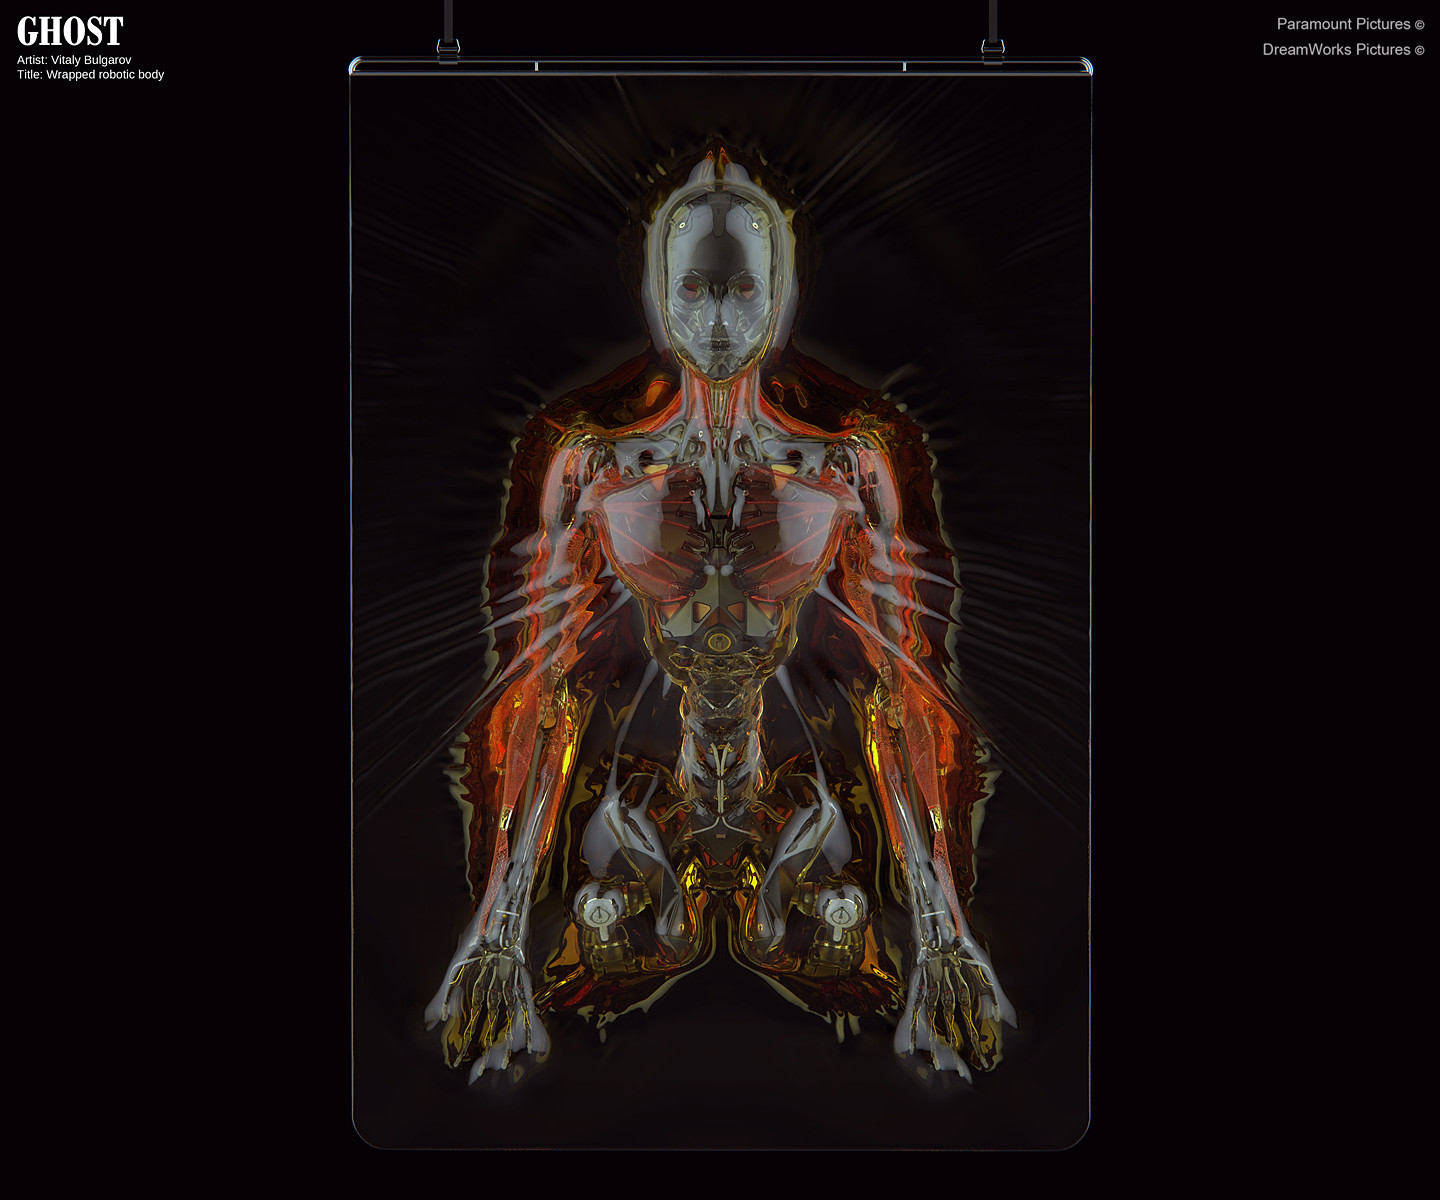 GHOST
Artist: Vitaly Bulgarov
Title: Wrapped robotic body
Paramount Pictures ©
DreamWorks Pictures ©